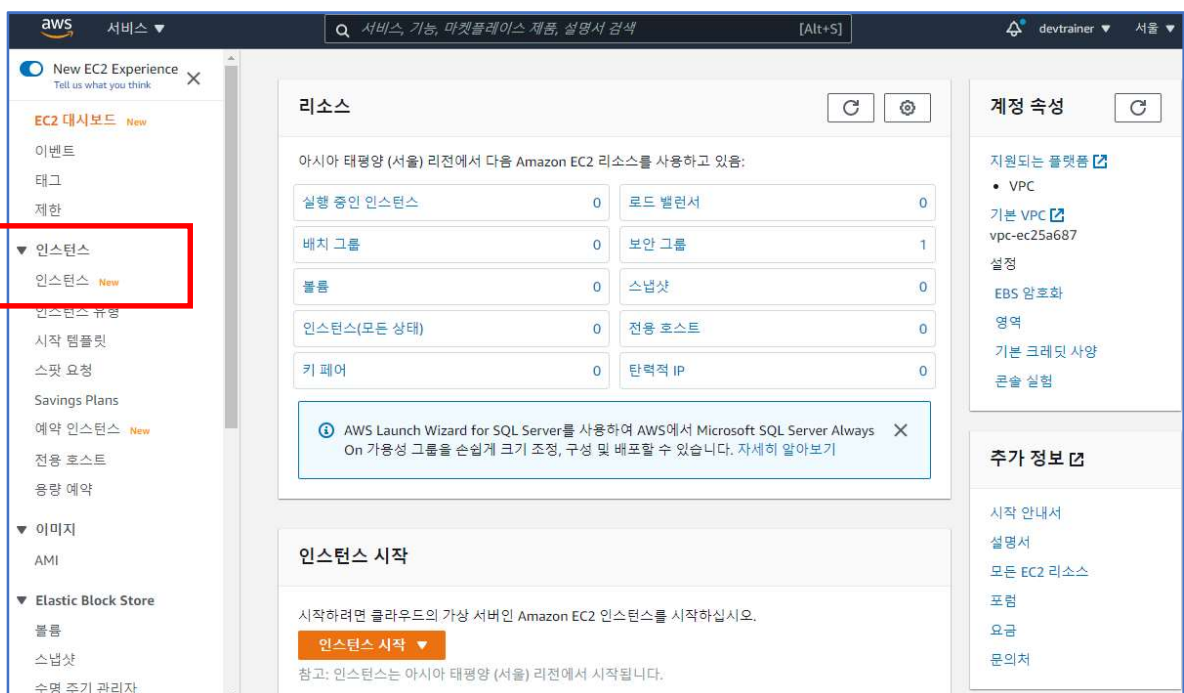 aws
서비스 ▼
서비스, 기능, 마켓플레이스 제품, 설명서 검색
[Alt+S]
devtrainer ▼
서울 ▼
New EC2 Experience
Tell us what you think
EC2 대시보드 New
이벤트
태그
제한
▼ 인스턴스
인스턴스 New
인스턴스 유형
시작 템플릿
스팟 요청
Savings Plans
예약 인스턴스 New
전용 호스트
용량 예약
▼ 이미지
AMI
▼ Elastic Block Store
볼륨
스냅샷
수명 주기 관리자
리소스
아시아 태평양 (서울) 리전에서 다음 Amazon EC2 리소스를 사용하고 있음:
실행 중인 인스턴스 0
로드 밸런서 0
배치 그룹 0
보안 그룹 1
볼륨 0
스냅샷 0
인스턴스(모든 상태) 0
전용 호스트 0
키 페어 0
탄력적 IP 0
AWS Launch Wizard for SQL Server를 사용하여 AWS에서 Microsoft SQL Server Always
On 가용성 그룹을 손쉽게 크기 조정, 구성 및 배포할 수 있습니다. 자세히 알아보기
인스턴스 시작
시작하려면 클라우드의 가상 서버인 Amazon EC2 인스턴스를 시작하십시오.
인스턴스 시작 ▼
참고: 인스턴스는 아시아 태평양 (서울) 리전에서 시작됩니다.
계정 속성
지원되는 플랫폼
• VPC
기본 VPC
vpc-ec25a687
설정
EBS 암호화
영역
기본 크레딧 사양
콘솔 실험
추가 정보
시작 안내서
설명서
모든 EC2 리소스
포럼
요금
문의처